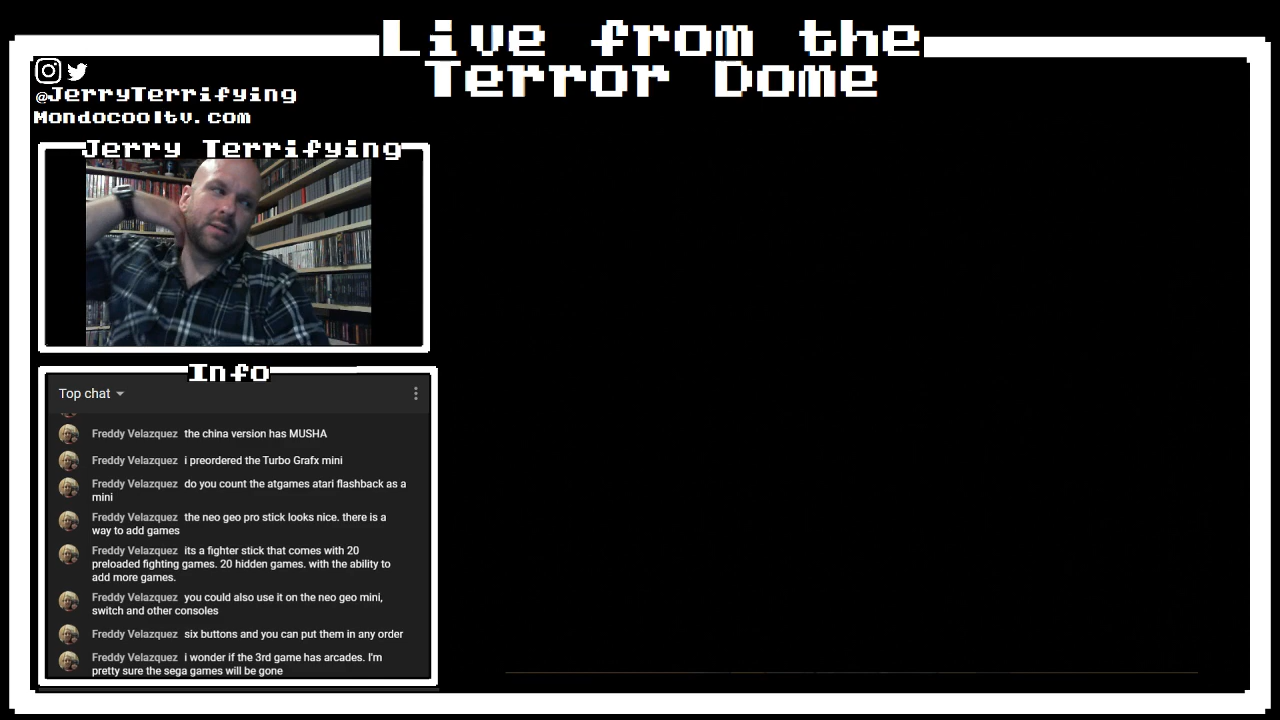 Live from the
Terror Dome
@JerryTerrifying
Mondocooltv.com
Jerry Terrifying
Info
Top chat
Freddy Velazquez the china version has MUSHA
Freddy Velazquez i preordered the Turbo Grafx mini
Freddy Velazquez do you count the atgames atari flashback as a
mini
Freddy Velazquez the neo geo pro stick looks nice. there is a
way to add games
Freddy Velazquez its a fighter stick that comes with 20
preloaded fighting games. 20 hidden games. with the ability to
add more games.
Freddy Velazquez you could also use it on the neo geo mini,
switch and other consoles
Freddy Velazquez six buttons and you can put them in any order
Freddy Velazquez i wonder if the 3rd game has arcades. I'm
pretty sure the sega games will be gone